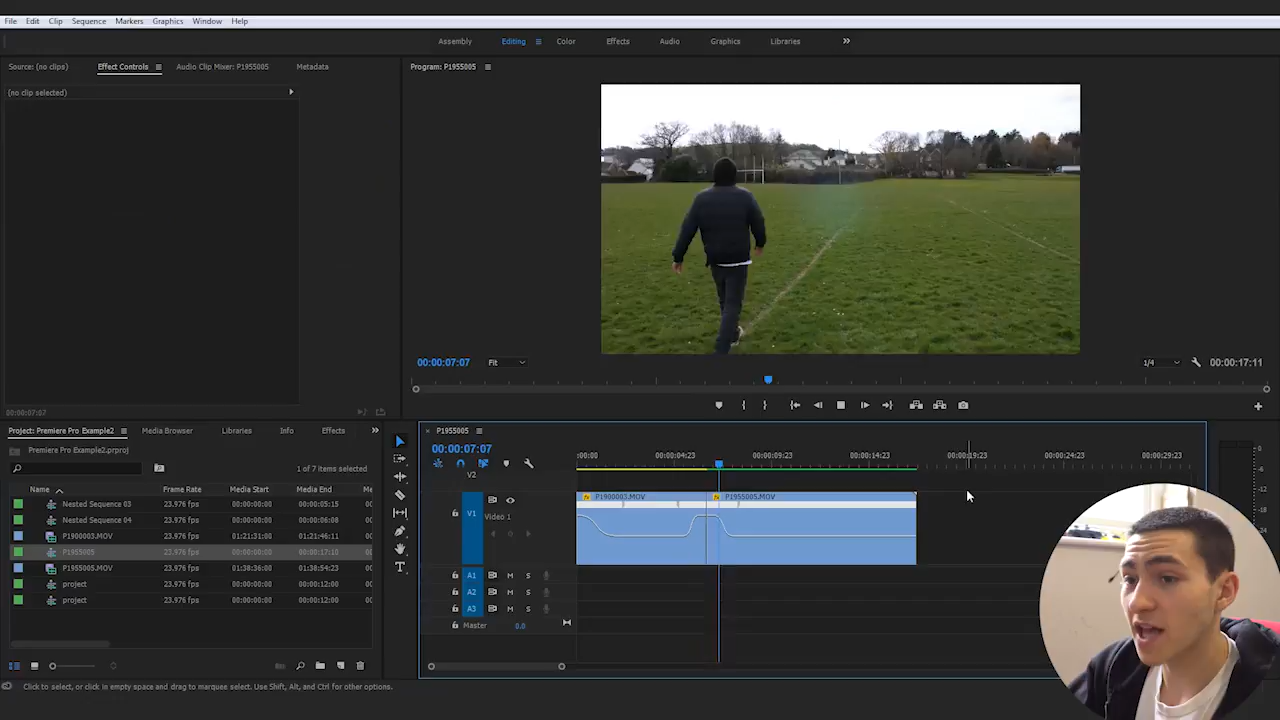 File Edit Clip Sequence Markers Graphics Window Help
Assembly Editing Color Effects Audio Graphics Libraries
Source: (no clips) Effect Controls Audio Clip Mixer: P1955005 Metadata
Program: P1955005
(no clip selected)
00:00:07:07 Fit 1/4 00:00:17:11
00:00:07:07
Project: Premiere Pro Example2 Media Browser Libraries Info Effects
Premiere Pro Example2.prproj
1 of 7 items selected
Name Frame Rate Media Start Media End
Nested Sequence 03 23.976 fps 00:00:00:00 00:00:05:15 00
Nested Sequence 04 23.976 fps 00:00:00:00 00:00:06:08 00
P1900003.MOV 23.976 fps 01:21:31:00 01:21:46:11 00
P1955005 23.976 fps 00:00:00:00 00:00:17:10 00
P1955005.MOV 23.976 fps 01:38:36:00 01:38:54:23 00
project 23.976 fps 00:00:00:00 00:00:12:00 00
project 23.976 fps 00:00:00:00 00:00:12:00 00
P1955005
00:00:07:07
:00:00 00:00:04:23 00:00:09:23 00:00:14:23 00:00:19:23 00:00:24:23 00:00:29:23
V2
P1900003.MOV P1955005.MOV
V1 Video 1
A1 M S
A2 M S
A3 M S
Master 0.0
Click to select, or click in empty space and drag to marquee select. Use Shift, Alt, and Ctrl for other options.